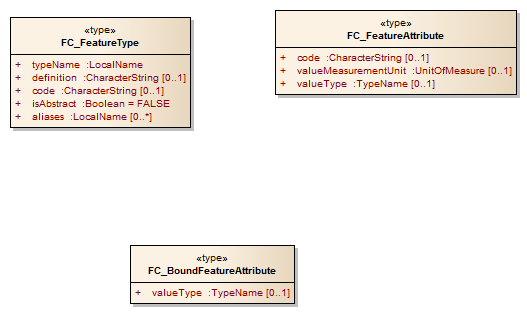 «type»
FC_FeatureType
+ typeName :LocalName
+ definition :CharacterString [0..1]
+ code :CharacterString [0..1]
+ isAbstract :Boolean = FALSE
+ aliases :LocalName [0..*]
«type»
FC_FeatureAttribute
+ code :CharacterString [0..1]
+ valueMeasurementUnit :UnitOfMeasure [0..1]
+ valueType :TypeName [0..1]
«type»
FC_BoundFeatureAttribute
+ valueType :TypeName [0..1]